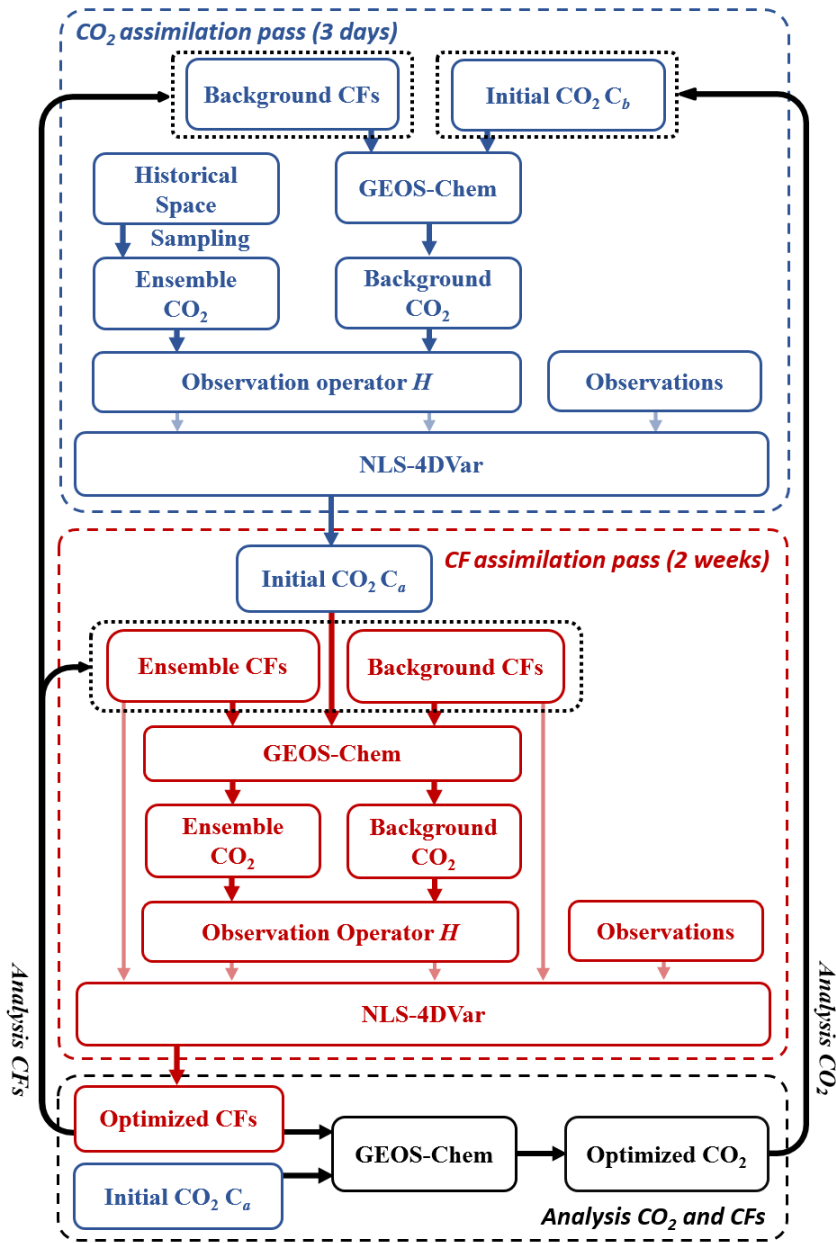 CO₂ assimilation pass (3 days)
Background CFs
Initial CO₂ C_b
Historical
Space
GEOS-Chem
Sampling
Ensemble
CO₂
Background
CO₂
Observation operator H
Observations
NLS-4DVar
CF assimilation pass (2 weeks)
Initial CO₂ Cₐ
Ensemble CFs
Background CFs
GEOS-Chem
Ensemble
CO₂
Background
CO₂
Observation Operator H
Observations
NLS-4DVar
Analysis CFs
Analysis CO₂
Optimized CFs
GEOS-Chem
Optimized CO₂
Initial CO₂ Cₐ
Analysis CO₂ and CFs